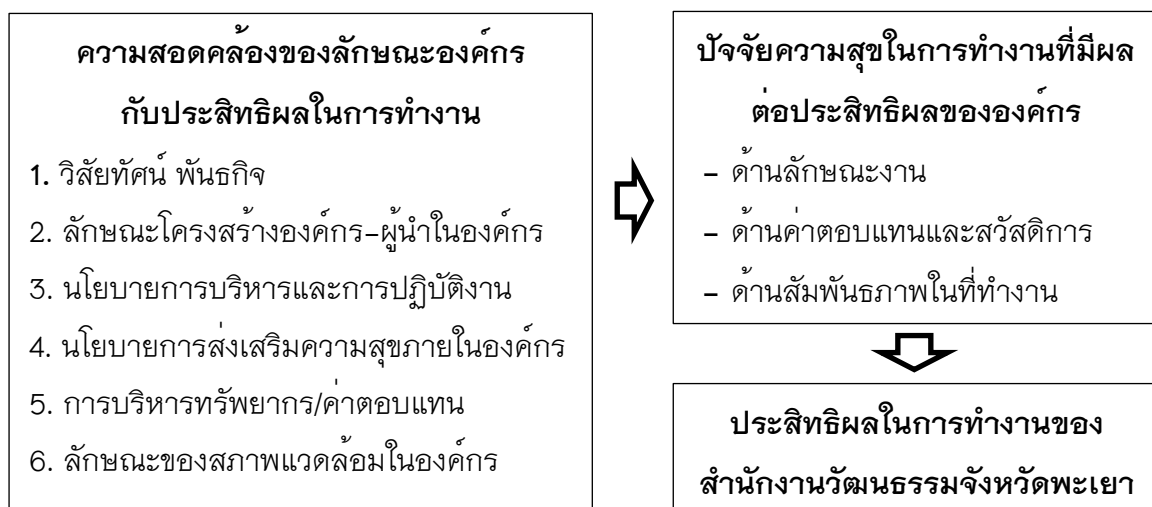 ความสอดคล้องของลักษณะองค์กร
กับประสิทธิผลในการทำงาน
1. วิสัยทัศน์ พันธกิจ
2. ลักษณะโครงสร้างองค์กร–ผู้นำในองค์กร
3. นโยบายการบริหารและการปฏิบัติงาน
4. นโยบายการส่งเสริมความสุขภายในองค์กร
5. การบริหารทรัพยากร/ค่าตอบแทน
6. ลักษณะของสภาพแวดล้อมในองค์กร
ปัจจัยความสุขในการทำงานที่มีผล
ต่อประสิทธิผลขององค์กร
– ด้านลักษณะงาน
– ด้านค่าตอบแทนและสวัสดิการ
– ด้านสัมพันธภาพในที่ทำงาน
ประสิทธิผลในการทำงานของ
สำนักงานวัฒนธรรมจังหวัดพะเยา